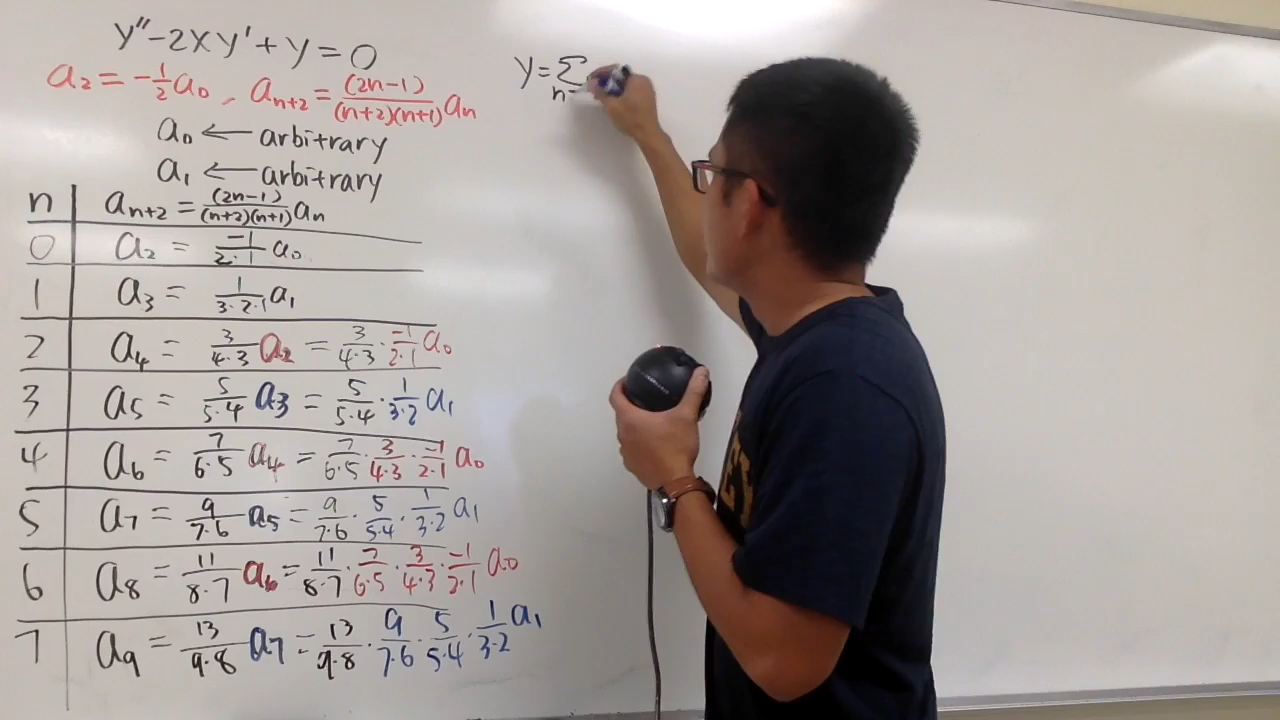 y'' - 2xy' + y = 0
a₂ = -1/2 a₀, aₙ₊₂ = (2n-1)/((n+2)(n+1)) aₙ
a₀ ← arbitrary
a₁ ← arbitrary
n aₙ₊₂ = (2n-1)/((n+2)(n+1)) aₙ
0 a₂ = -1/(2·1) a₀
1 a₃ = 1/(3·2·1) a₁
2 a₄ = 3/(4·3) a₂ = 3/(4·3) · -1/(2·1) a₀
3 a₅ = 5/(5·4) a₃ = 5/(5·4) · 1/(3·2) a₁
4 a₆ = 7/(6·5) a₄ = 7/(6·5) · 3/(4·3) · -1/(2·1) a₀
5 a₇ = 9/(7·6) a₅ = 9/(7·6) · 5/(5·4) · 1/(3·2) a₁
6 a₈ = 11/(8·7) a₆ = 11/(8·7) · 7/(6·5) · 3/(4·3) · -1/(2·1) a₀
7 a₉ = 13/(9·8) a₇ = 13/(9·8) · 9/(7·6) · 5/(5·4) · 1/(3·2) a₁
y = Σ
n=